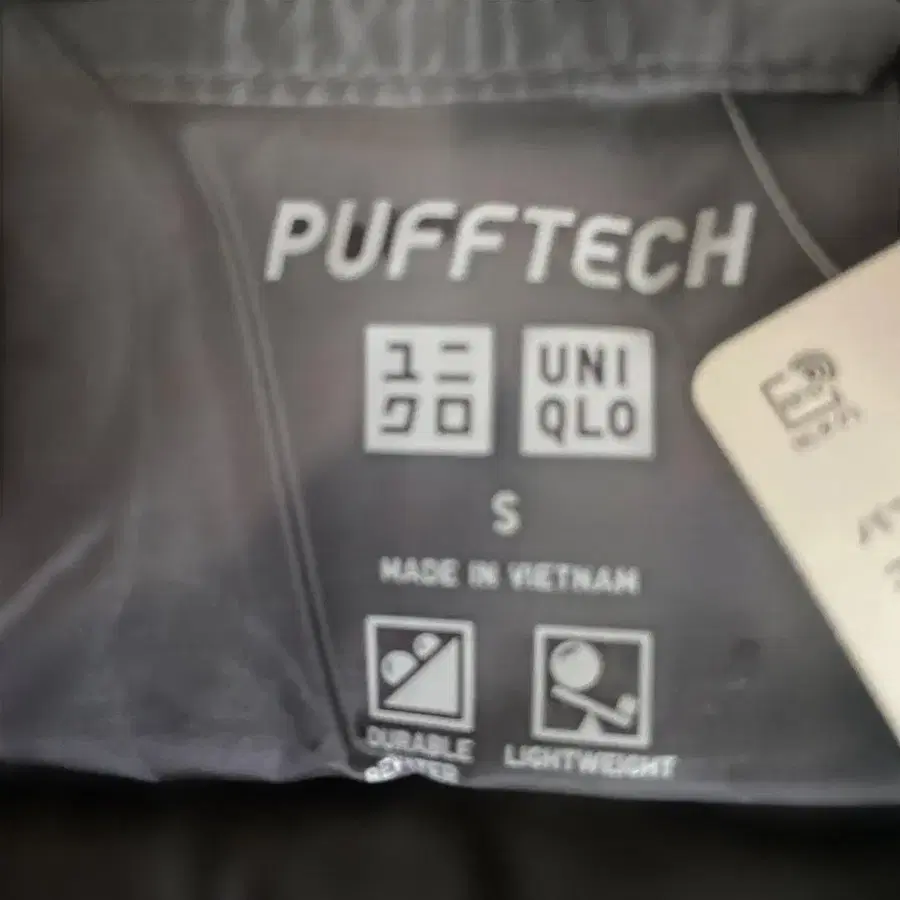 PUFFTECH
ユニ UNI
クロ QLO
S
MADE IN VIETNAM
DURABLE LIGHTWEIGHT